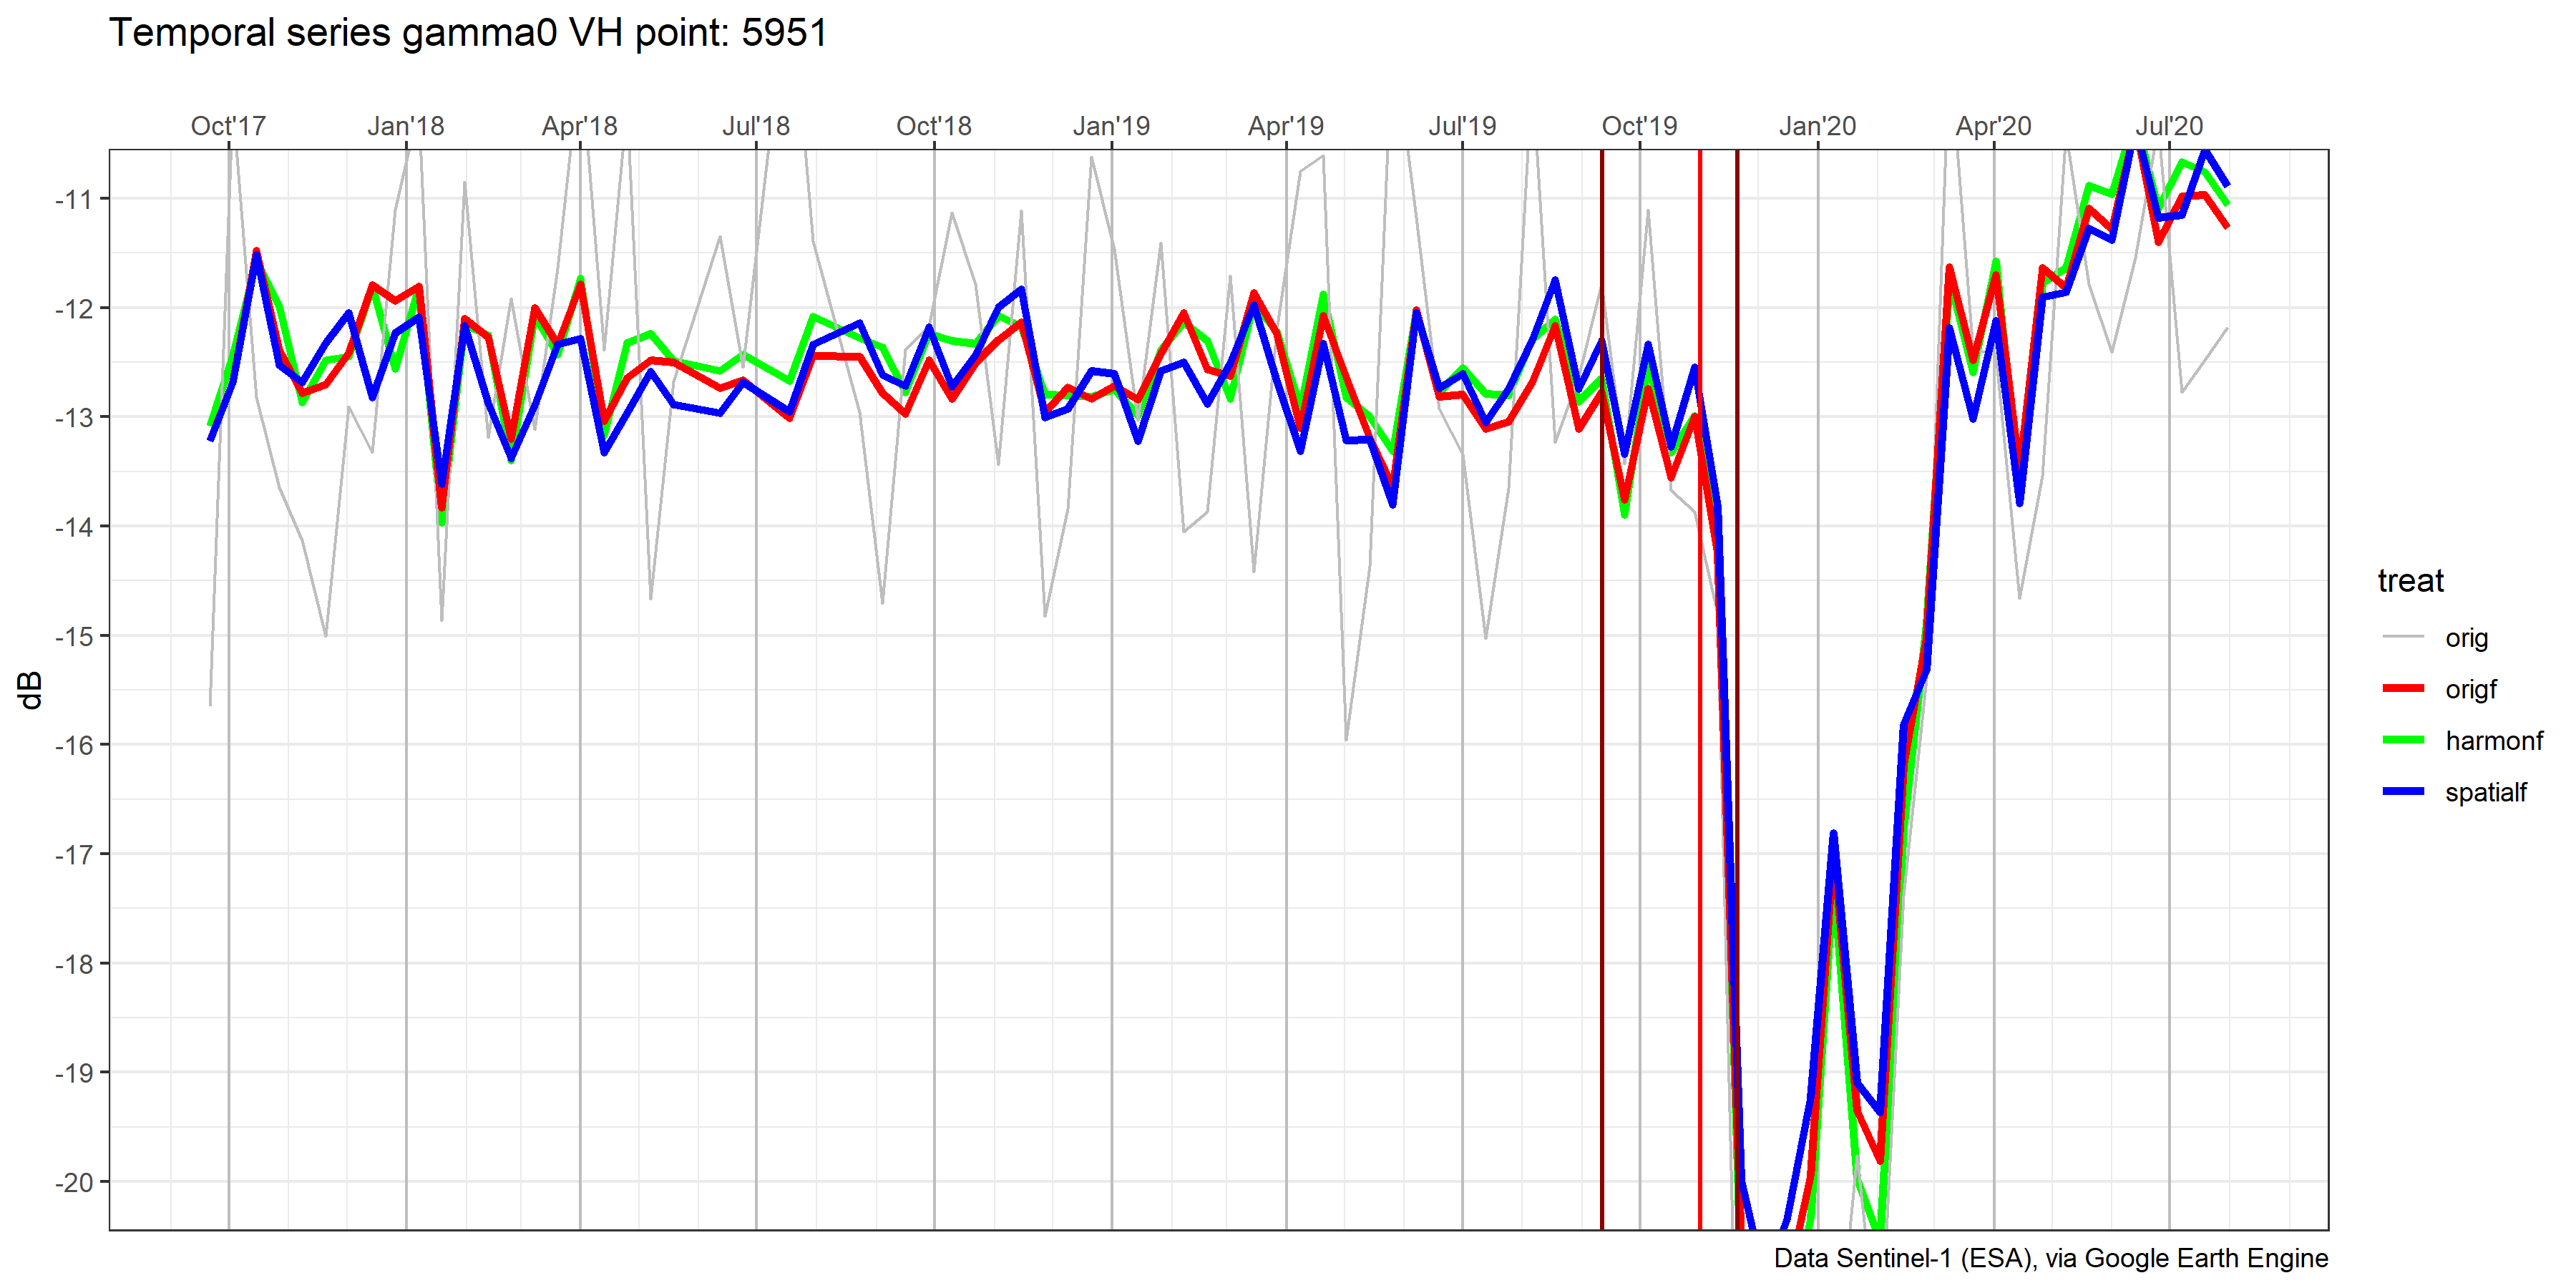 Temporal series gamma0 VH point: 5951
Oct'17 Jan'18 Apr'18 Jul'18 Oct'18 Jan'19 Apr'19 Jul'19 Oct'19 Jan'20 Apr'20 Jul'20
-11
-12
-13
-14
-15
-16
-17
-18
-19
-20
dB
treat
orig
origf
harmonf
spatialf
Data Sentinel-1 (ESA), via Google Earth Engine